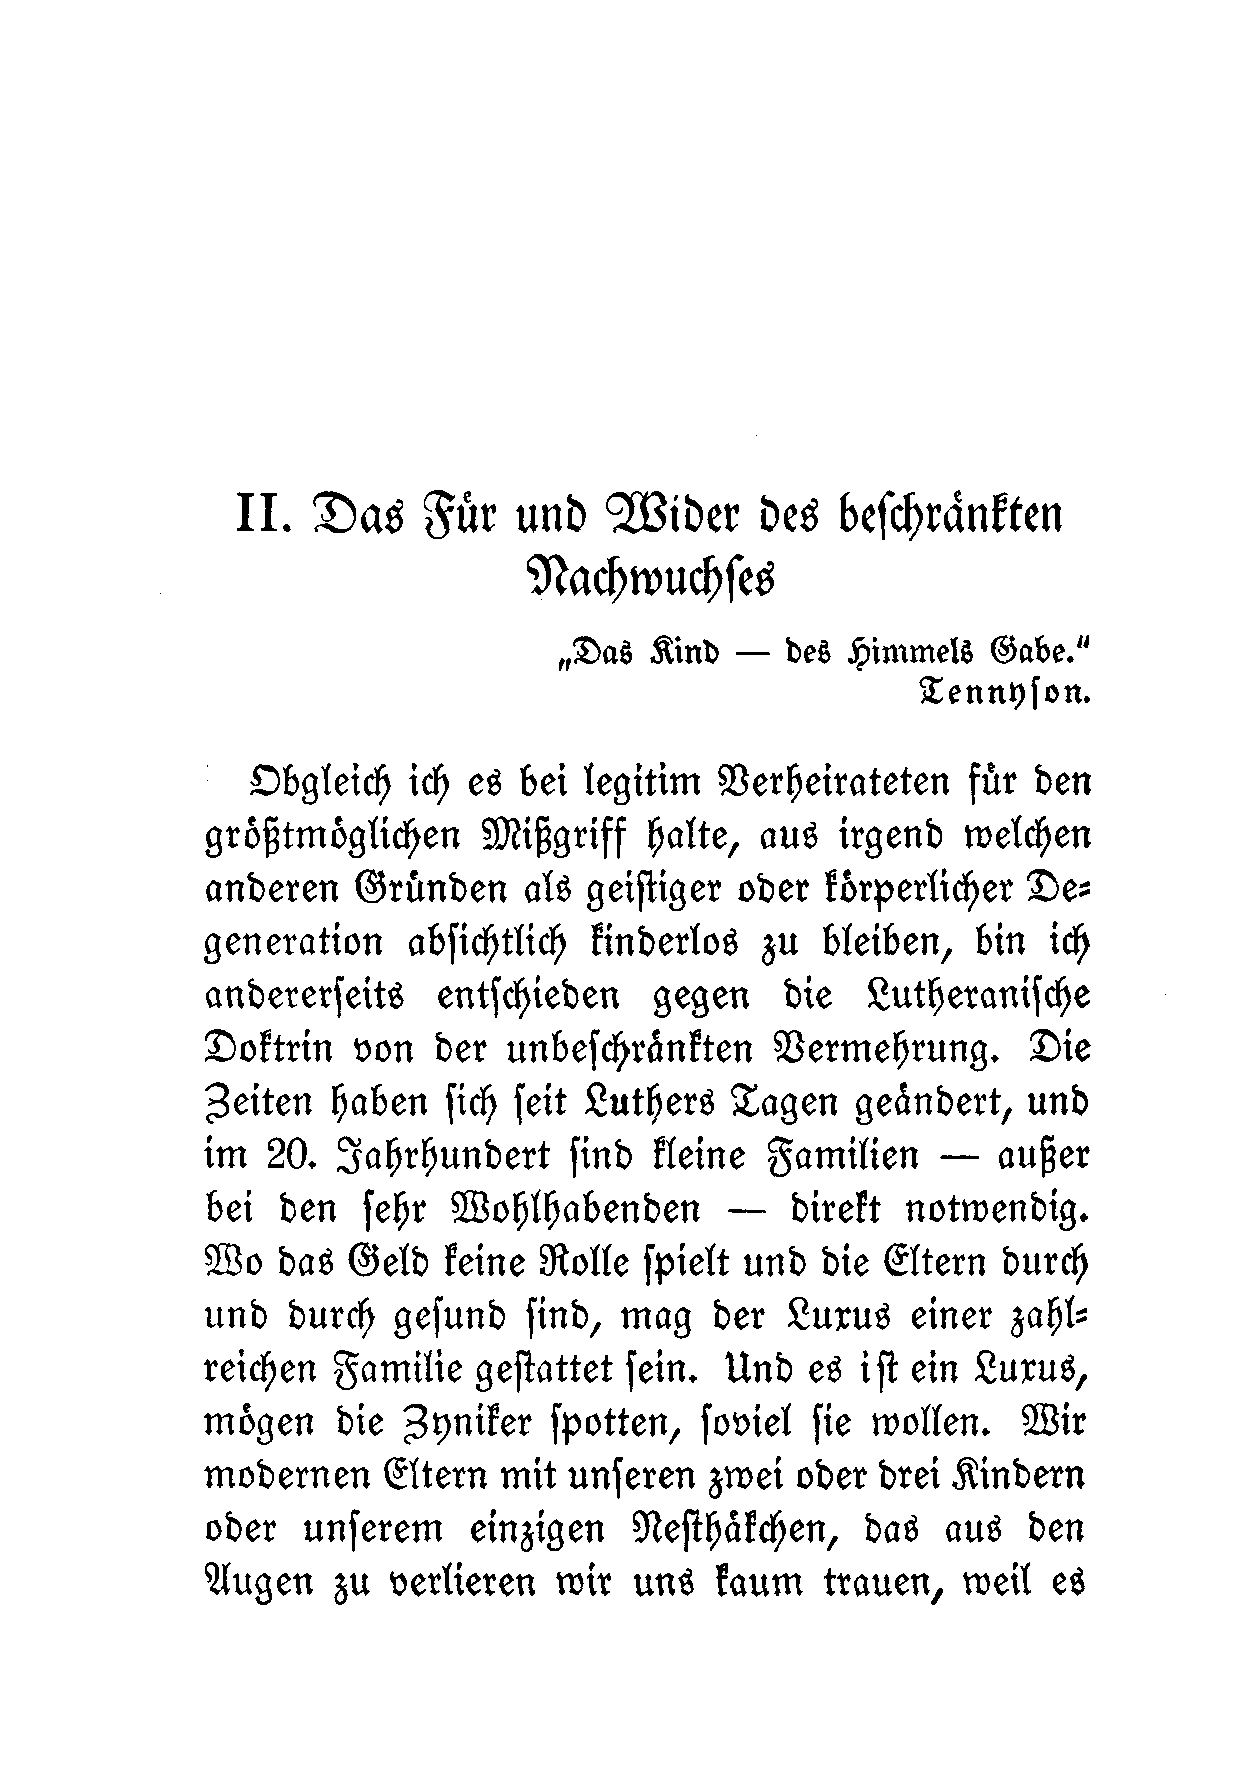 II. Das Für und Wider des beſchränkten
Nachwuchſes
„Das Kind — des Himmels Gabe.“
Tennyſon.
Obgleich ich es bei legitim Verheirateten für den
größtmöglichen Mißgriff halte, aus irgend welchen
anderen Gründen als geiſtiger oder körperlicher De⸗
generation abſichtlich kinderlos zu bleiben, bin ich
andererſeits entſchieden gegen die Lutheraniſche
Doktrin von der unbeſchränkten Vermehrung. Die
Zeiten haben ſich ſeit Luthers Tagen geändert, und
im 20. Jahrhundert ſind kleine Familien — außer
bei den ſehr Wohlhabenden — direkt notwendig.
Wo das Geld keine Rolle ſpielt und die Eltern durch
und durch geſund ſind, mag der Luxus einer zahl⸗
reichen Familie geſtattet ſein. Und es iſt ein Luxus,
mögen die Zyniker ſpotten, ſoviel ſie wollen. Wir
modernen Eltern mit unſeren zwei oder drei Kindern
oder unſerem einzigen Neſthäkchen, das aus den
Augen zu verlieren wir uns kaum trauen, weil es